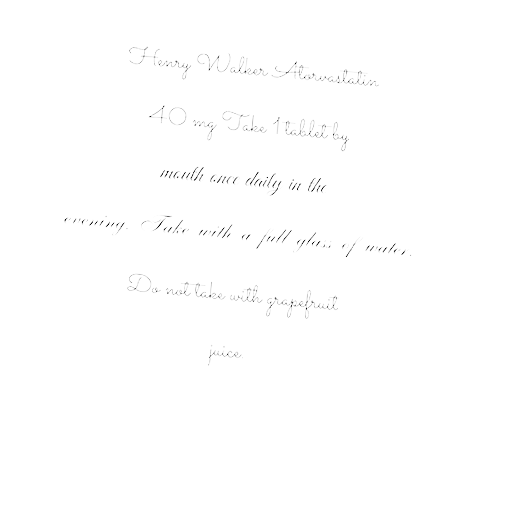 Henry Walker Atorvastatin
40 mg Take 1 tablet by
mouth once daily in the
evening. Take with a full glass of water.
Do not take with grapefruit
juice